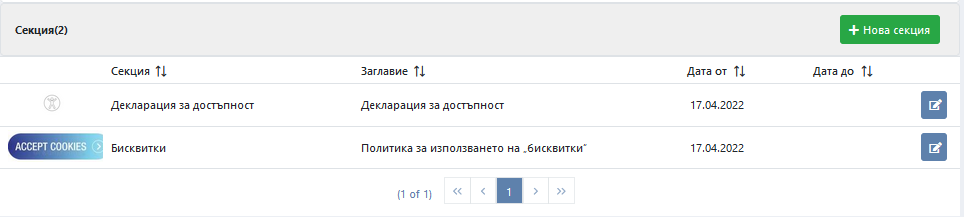 Секция(2)
Нова секция
Секция Заглавие Дата от Дата до
Декларация за достъпност Декларация за достъпност 17.04.2022
ACCEPT COOKIES Бисквитки Политика за използването на „бисквитки“ 17.04.2022
(1 of 1) 1